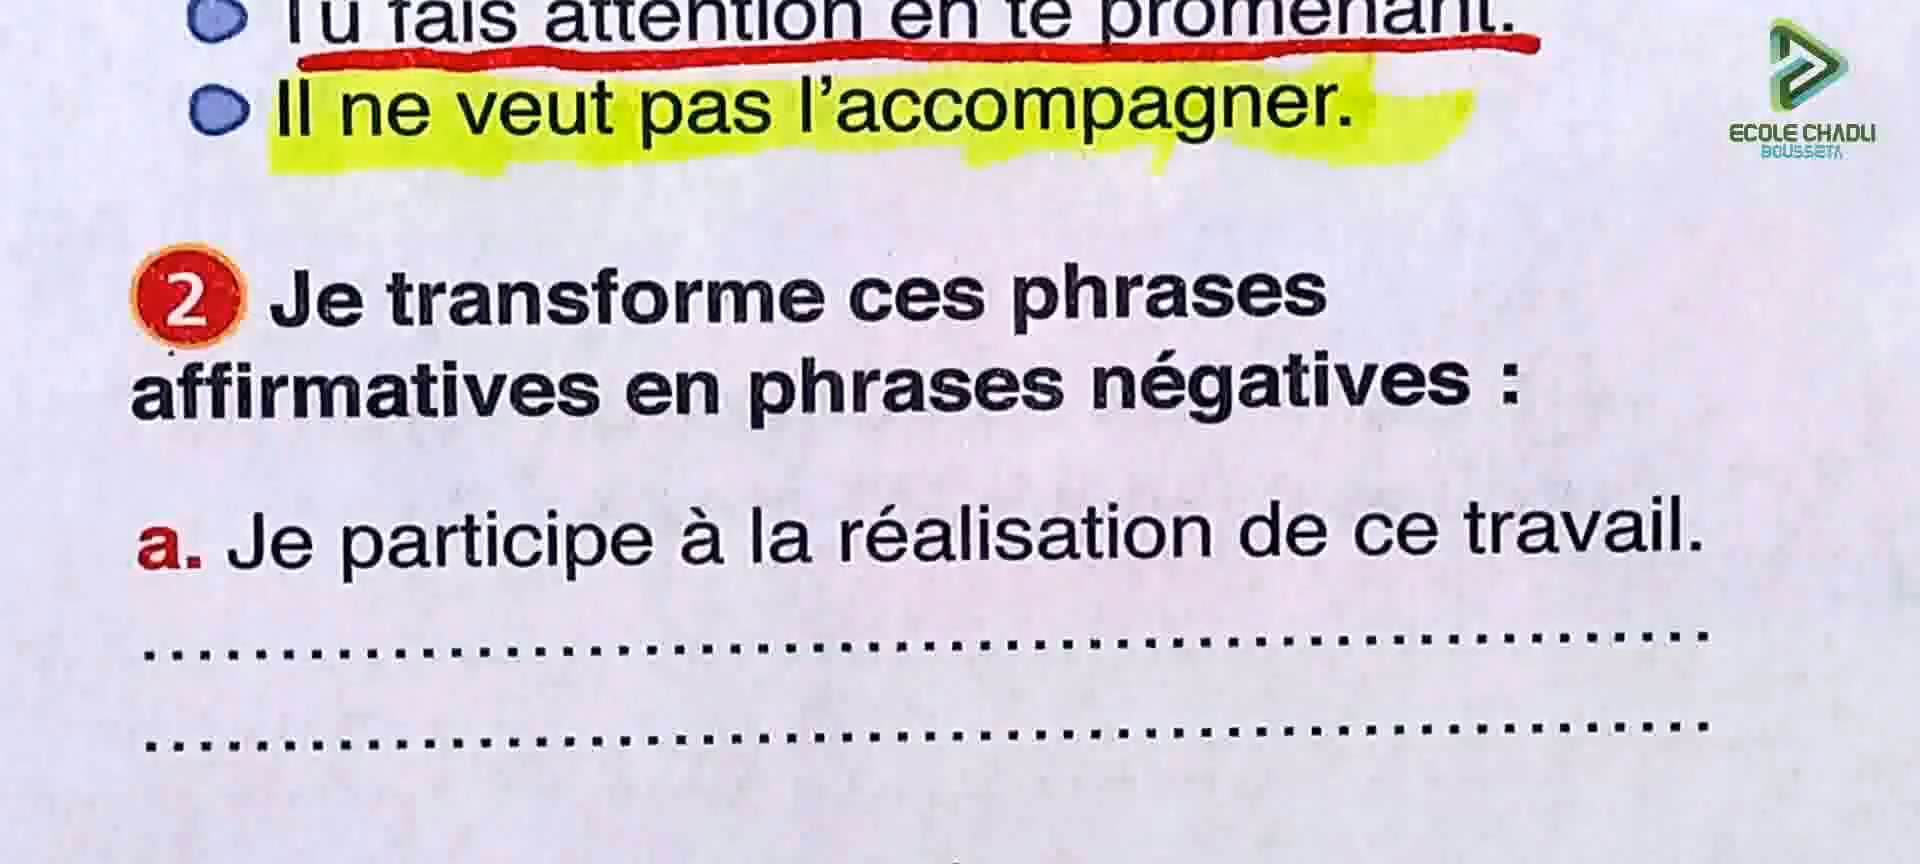 Tu fais attention en te promenant.
Il ne veut pas l'accompagner.
ECOLE CHADLI
BOUSSETA
2 Je transforme ces phrases
affirmatives en phrases négatives :
a. Je participe à la réalisation de ce travail.